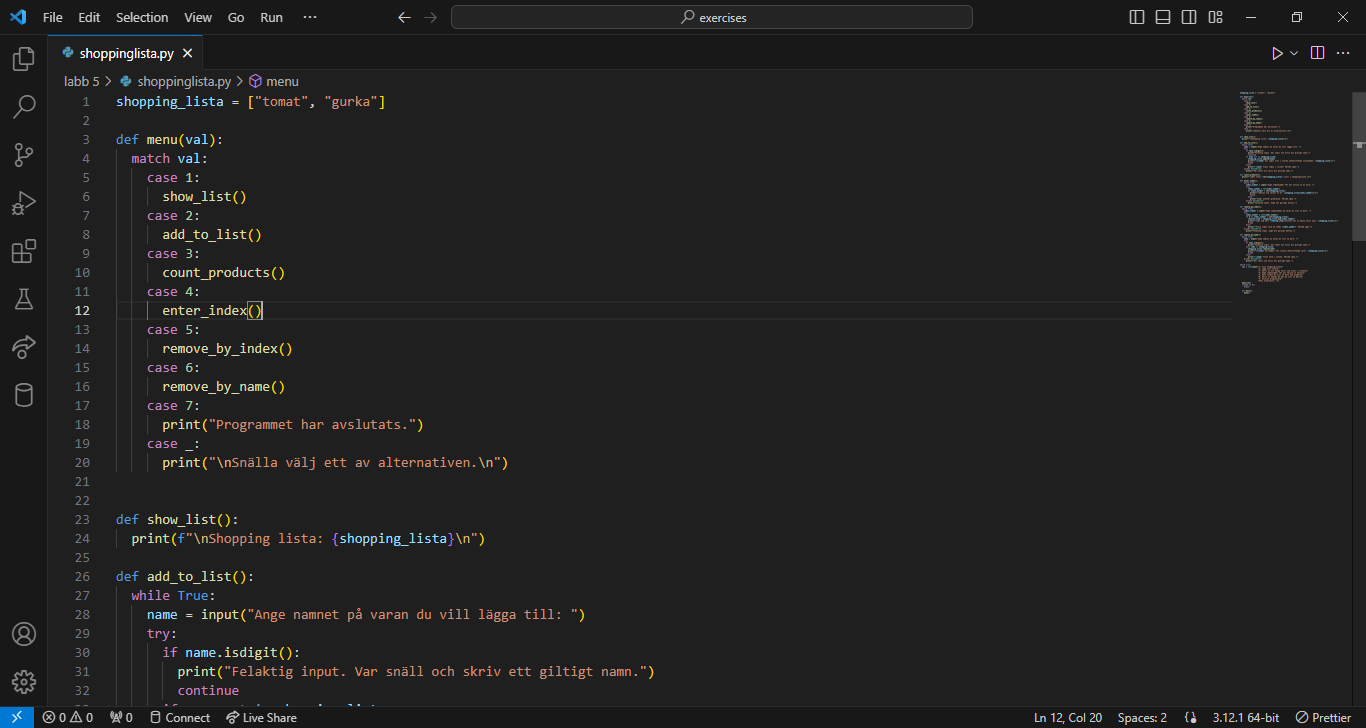 File Edit Selection View Go Run ···
exercises
shoppinglista.py
labb 5 > shoppinglista.py > menu
1 shopping_lista = ["tomat", "gurka"]
2
3 def menu(val):
4   match val:
5     case 1:
6       show_list()
7     case 2:
8       add_to_list()
9     case 3:
10       count_products()
11     case 4:
12       enter_index()
13     case 5:
14       remove_by_index()
15     case 6:
16       remove_by_name()
17     case 7:
18       print("Programmet har avslutats.")
19     case _:
20       print("\nSnälla välj ett av alternativen.\n")
21
22
23 def show_list():
24   print(f"\nShopping lista: {shopping_lista}\n")
25
26 def add_to_list():
27   while True:
28     name = input("Ange namnet på varan du vill lägga till: ")
29     try:
30       if name.isdigit():
31         print("Felaktig input. Var snäll och skriv ett giltigt namn.")
32         continue
0 0 0 Connect Live Share Ln 12, Col 20 Spaces: 2 3.12.1 64-bit Prettier